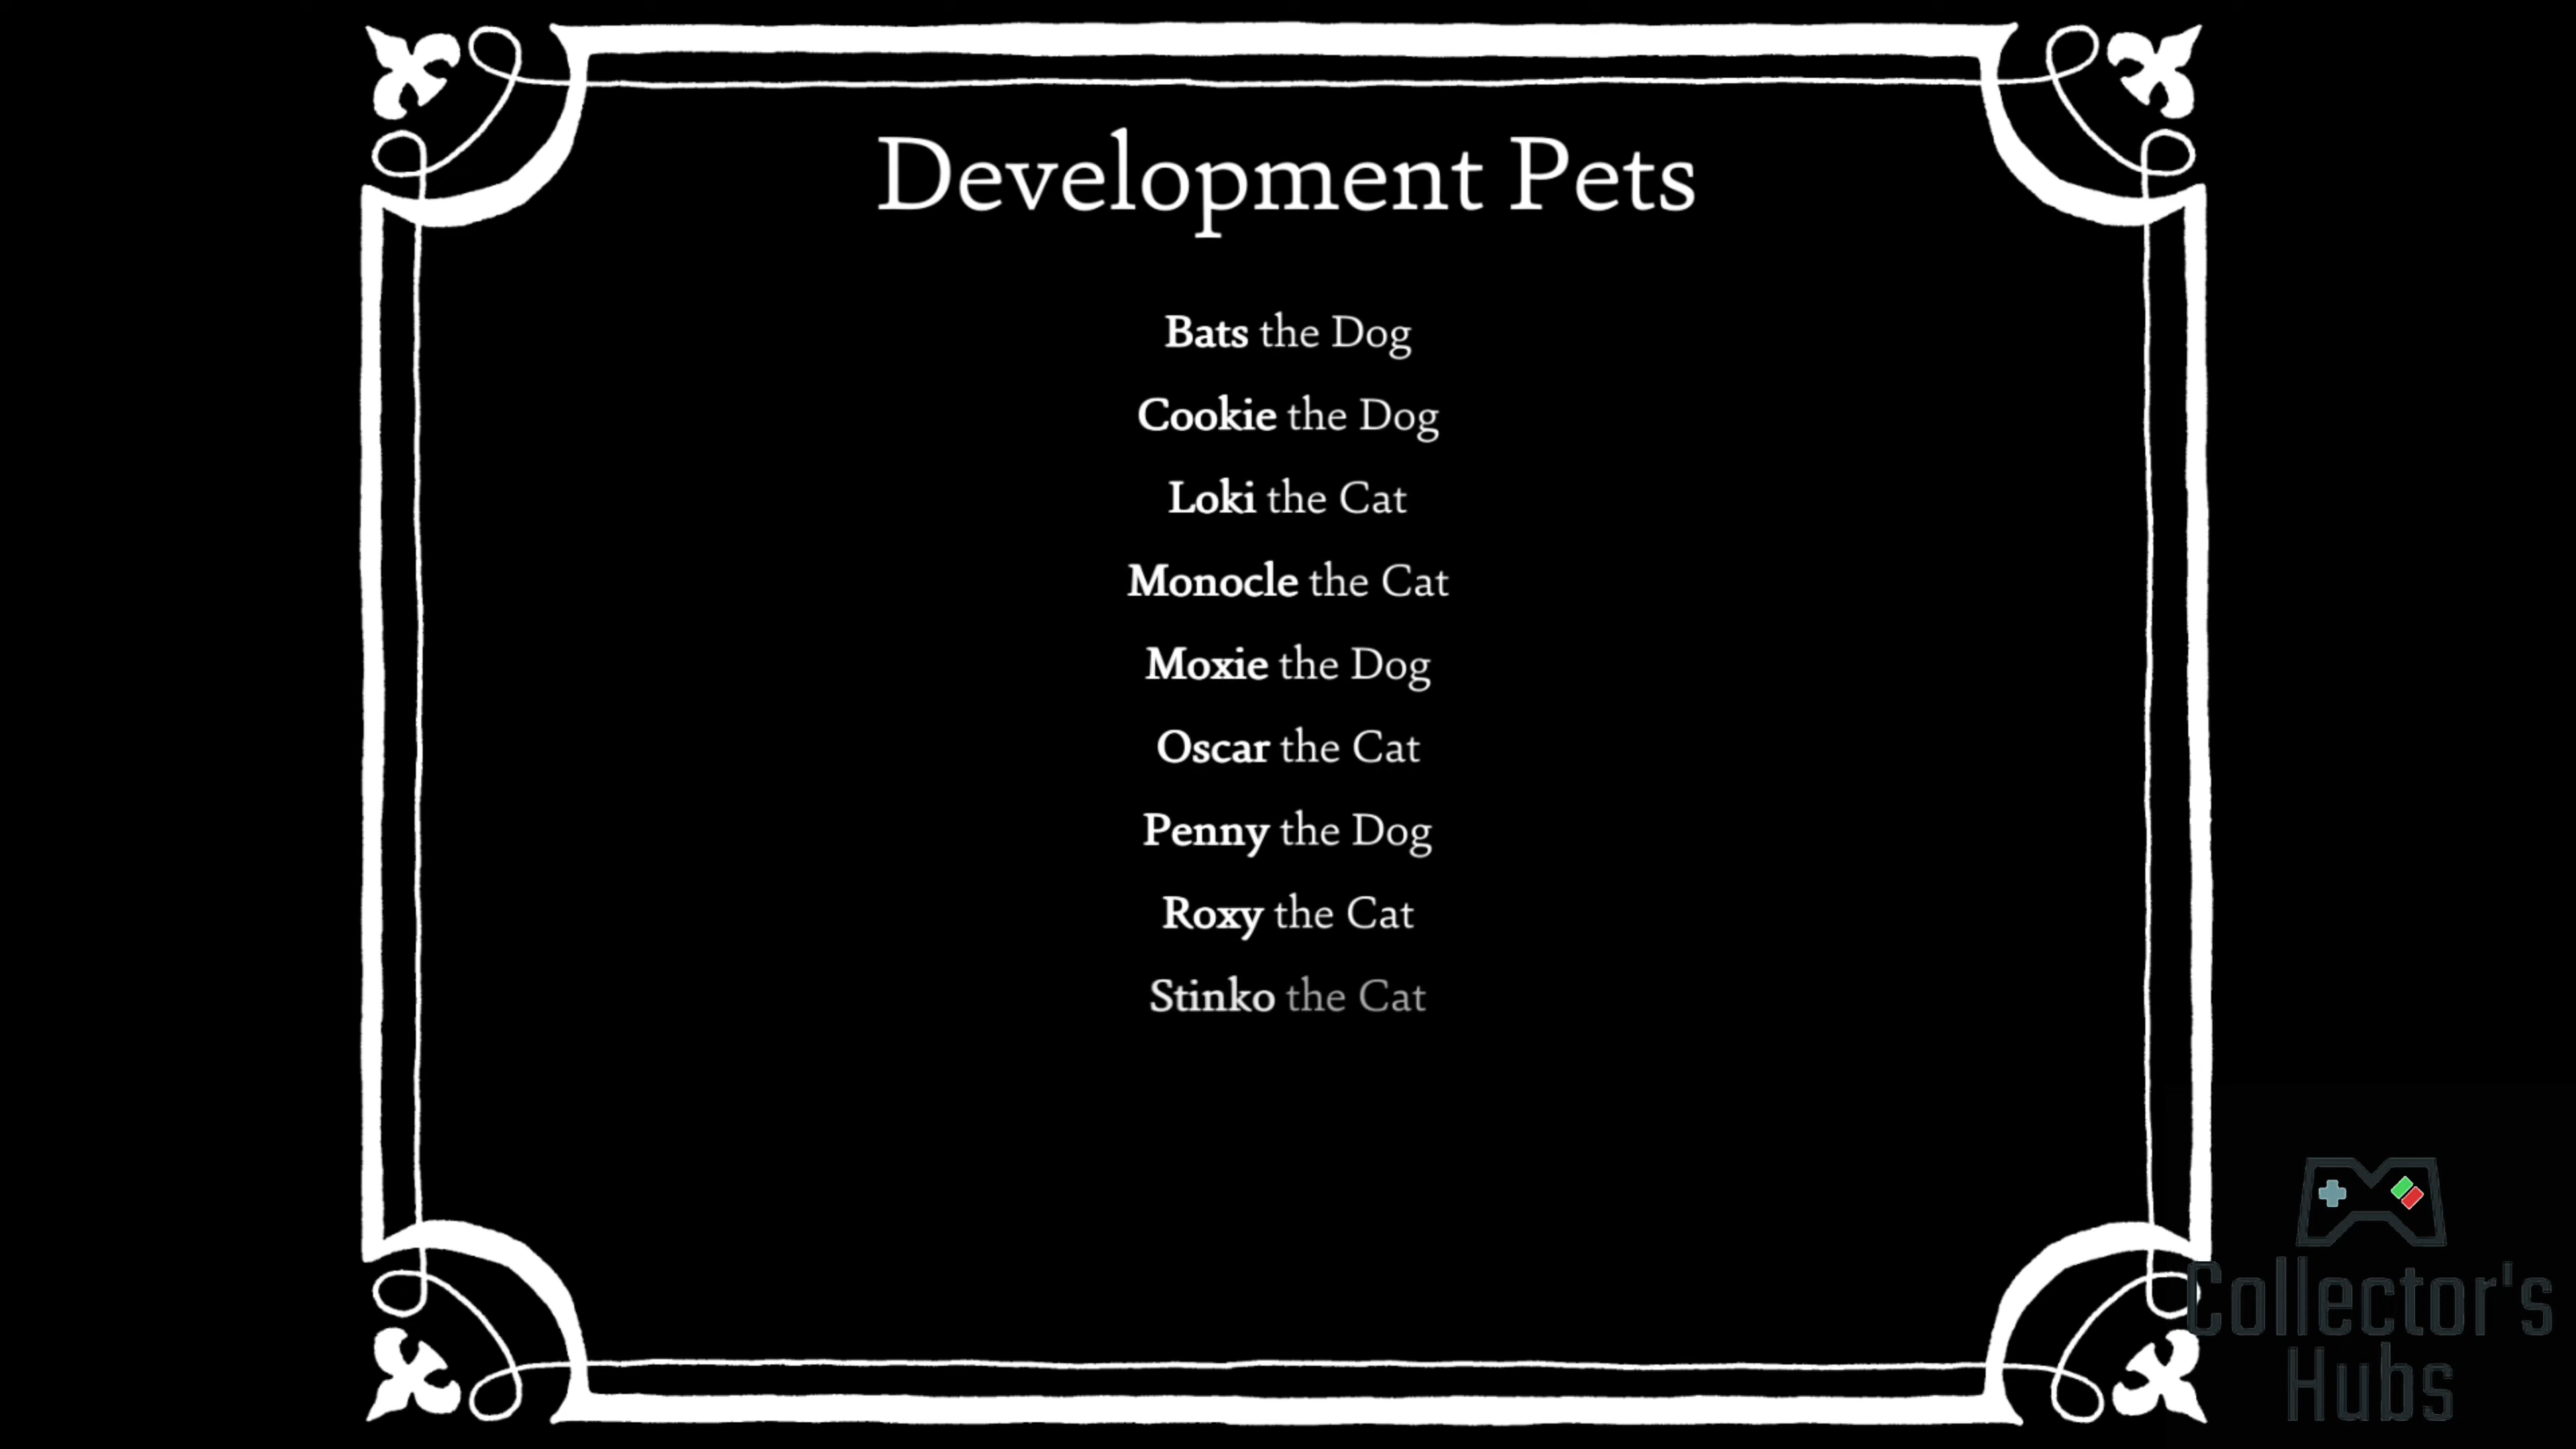 Development Pets
Bats the Dog
Cookie the Dog
Loki the Cat
Monocle the Cat
Moxie the Dog
Oscar the Cat
Penny the Dog
Roxy the Cat
Stinko the Cat
Collector's
Hubs